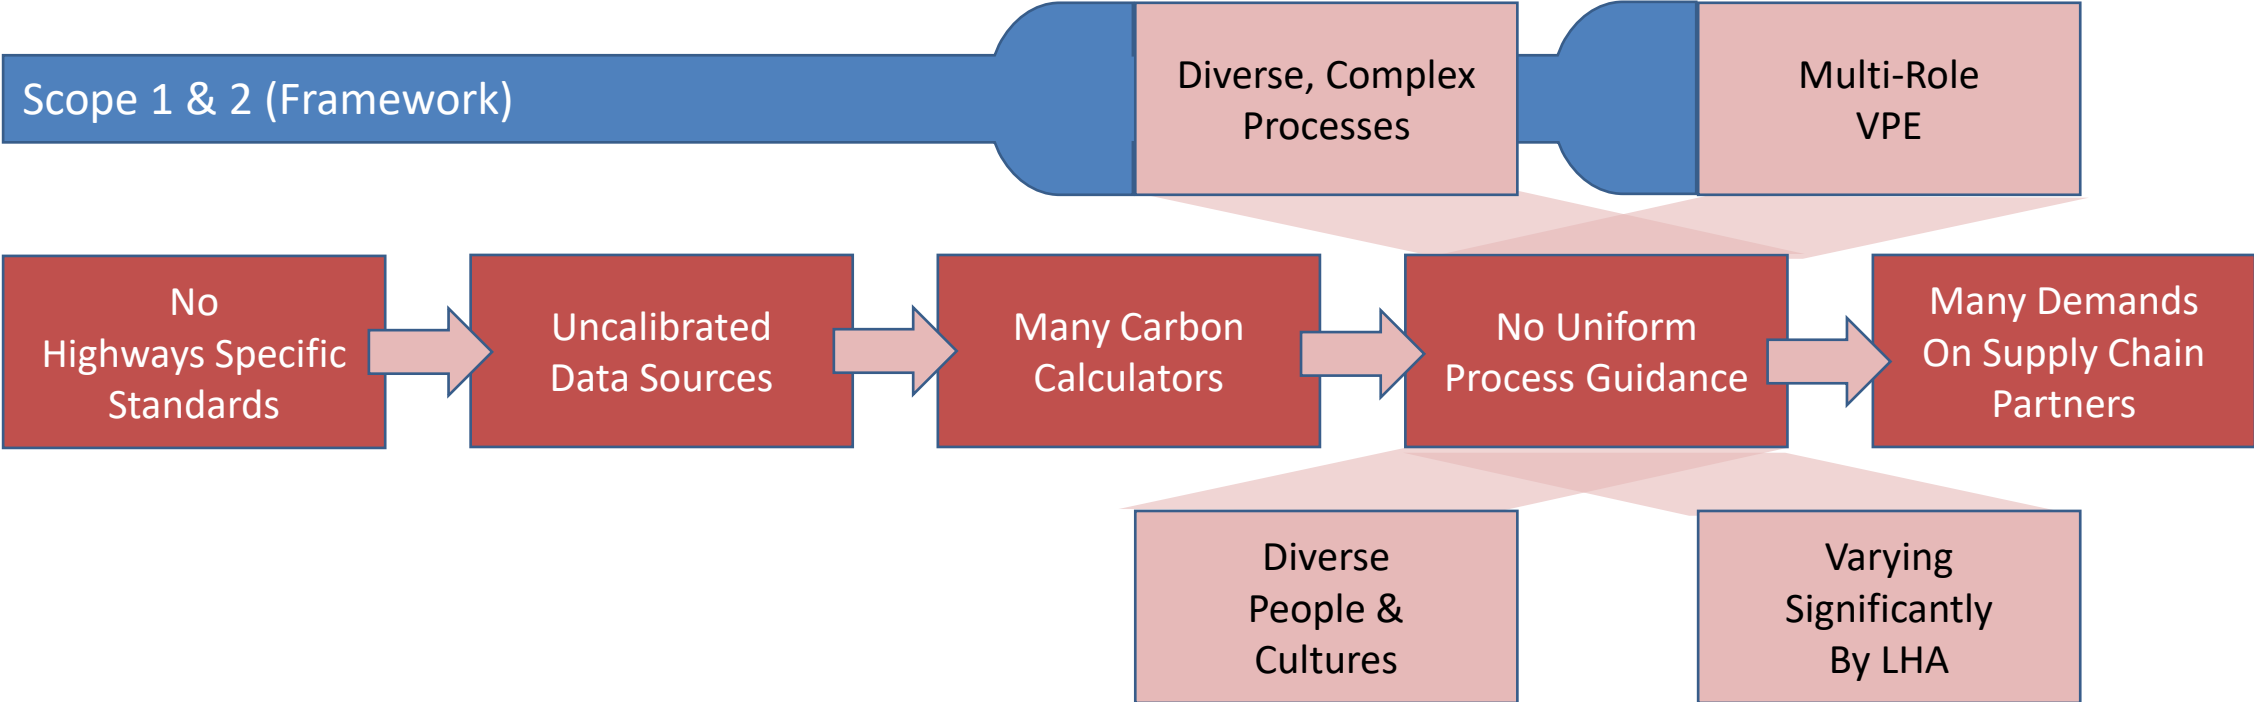 Scope 1 & 2 (Framework)
Diverse, Complex
Processes
Multi-Role
VPE
No
Highways Specific
Standards
Uncalibrated
Data Sources
Many Carbon
Calculators
No Uniform
Process Guidance
Many Demands
On Supply Chain
Partners
Diverse
People &
Cultures
Varying
Significantly
By LHA